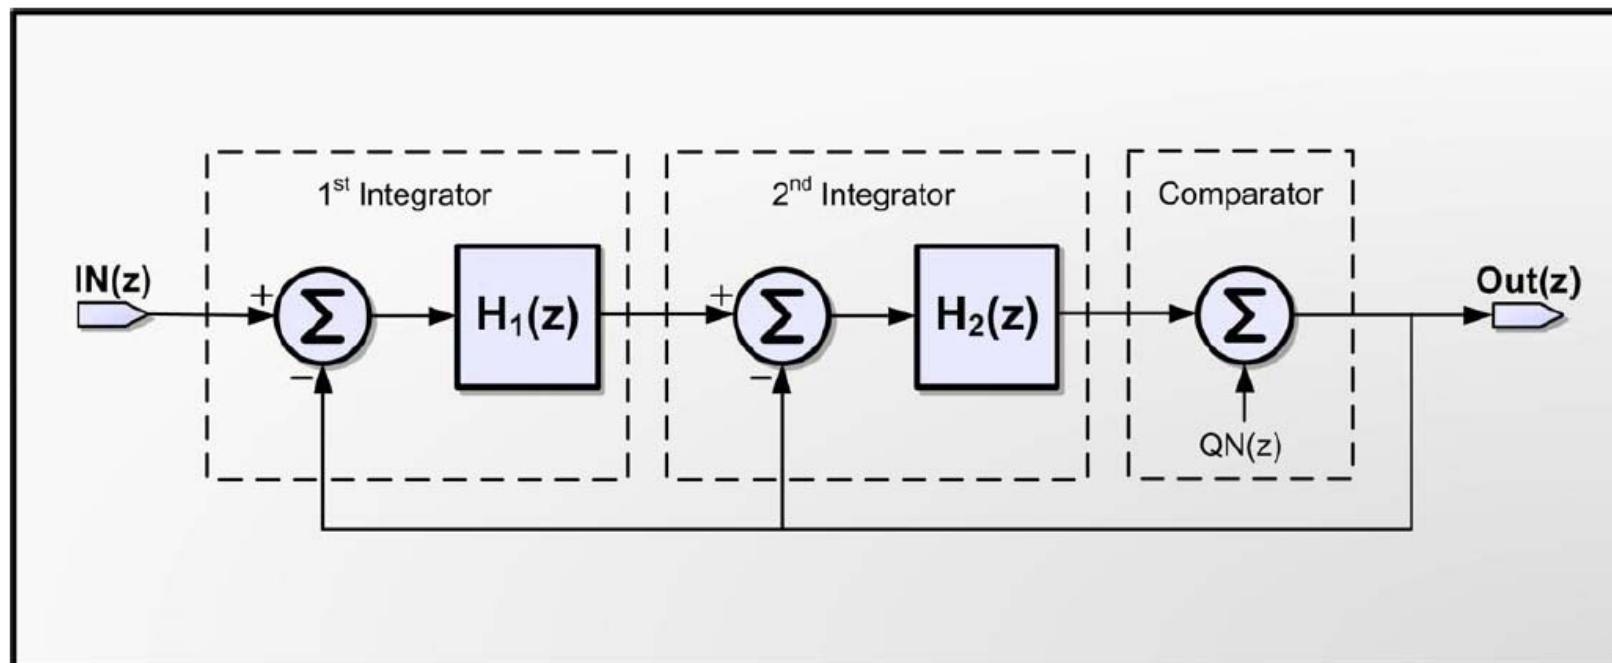 1st Integrator
2nd Integrator
Comparator
IN(z)
+
Σ
−
H1(z)
+
Σ
−
H2(z)
Σ
QN(z)
Out(z)